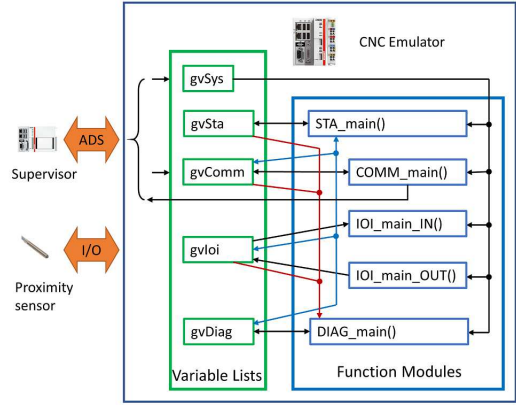 CNC Emulator
gvSys
gvSta
STA_main()
ADS
Supervisor
gvComm
COMM_main()
I/O
Proximity
sensor
gvIoi
IOI_main_IN()
IOI_main_OUT()
gvDiag
DIAG_main()
Variable Lists
Function Modules